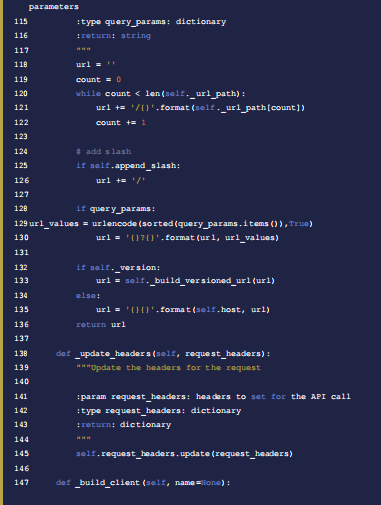 parameters
115 :type query_params: dictionary
116 :return: string
117 """
118 url = ''
119 count = 0
120 while count < len(self._url_path):
121 url += '/{}'.format(self._url_path[count])
122 count += 1
123
124 # add slash
125 if self.append_slash:
126 url += '/'
127
128 if query_params:
129 url_values = urlencode(sorted(query_params.items()),True)
130 url = '{}?{}'.format(url, url_values)
131
132 if self._version:
133 url = self._build_versioned_url(url)
134 else:
135 url = '{}{}'.format(self.host, url)
136 return url
137
138 def _update_headers(self, request_headers):
139 """Update the headers for the request
140
141 :param request_headers: headers to set for the API call
142 :type request_headers: dictionary
143 :return: dictionary
144 """
145 self.request_headers.update(request_headers)
146
147 def _build_client(self, name=None):